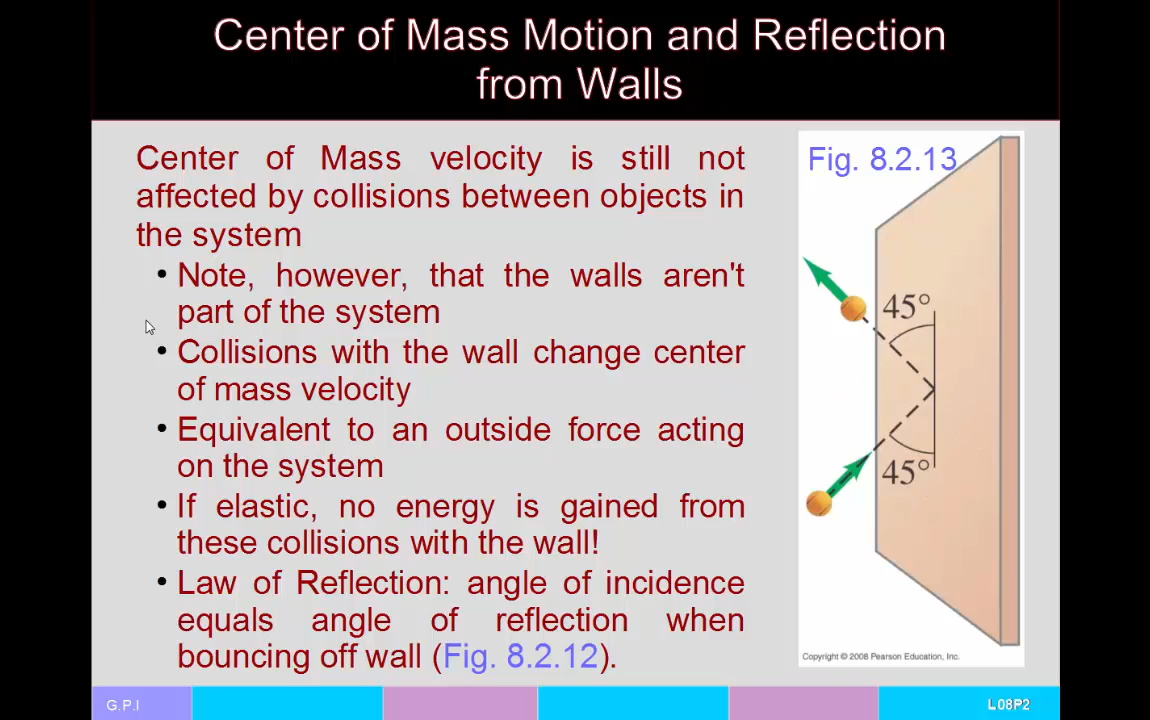 Center of Mass Motion and Reflection
from Walls
Center of Mass velocity is still not
affected by collisions between objects in
the system
• Note, however, that the walls aren't
part of the system
• Collisions with the wall change center
of mass velocity
• Equivalent to an outside force acting
on the system
• If elastic, no energy is gained from
these collisions with the wall!
• Law of Reflection: angle of incidence
equals angle of reflection when
bouncing off wall (Fig. 8.2.12).
Fig. 8.2.13
45°
45°
Copyright © 2008 Pearson Education, Inc.
G.P.I
L08P2